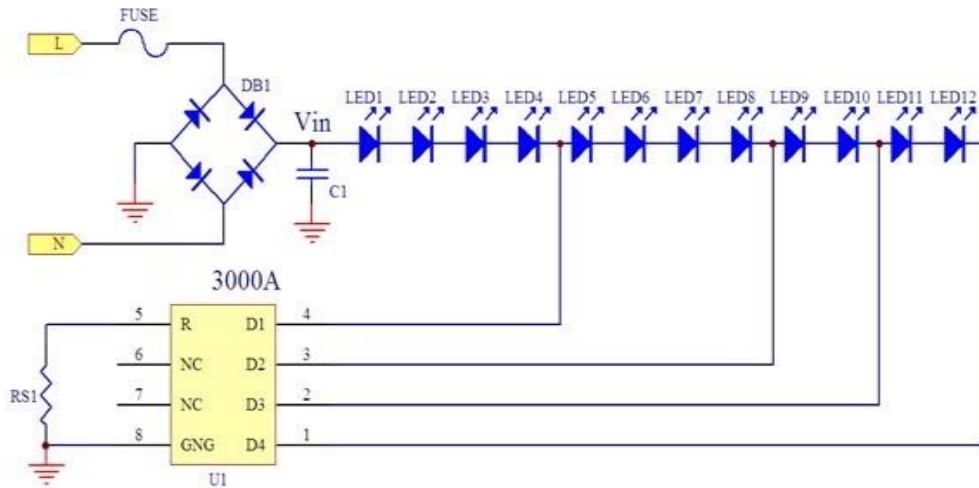 FUSE
L
DB1
Vin
LED1 LED2 LED3 LED4 LED5 LED6 LED7 LED8 LED9 LED10 LED11 LED12
C1
N
3000A
5 R D1 4
6 NC D2 3
RS1
7 NC D3 2
8 GNG D4 1
U1